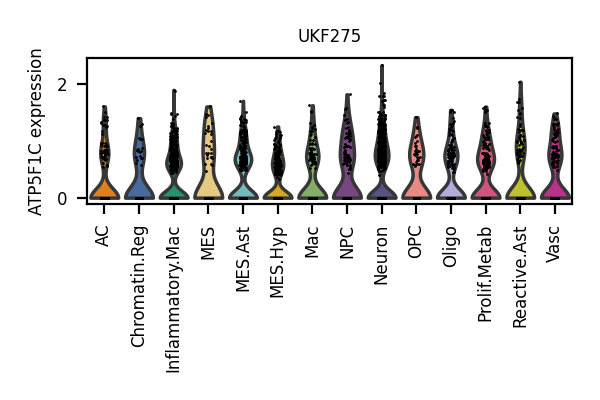 UKF275
ATP5F1C expression
2
0
AC
Chromatin.Reg
Inflammatory.Mac
MES
MES.Ast
MES.Hyp
Mac
NPC
Neuron
OPC
Oligo
Prolif.Metab
Reactive.Ast
Vasc